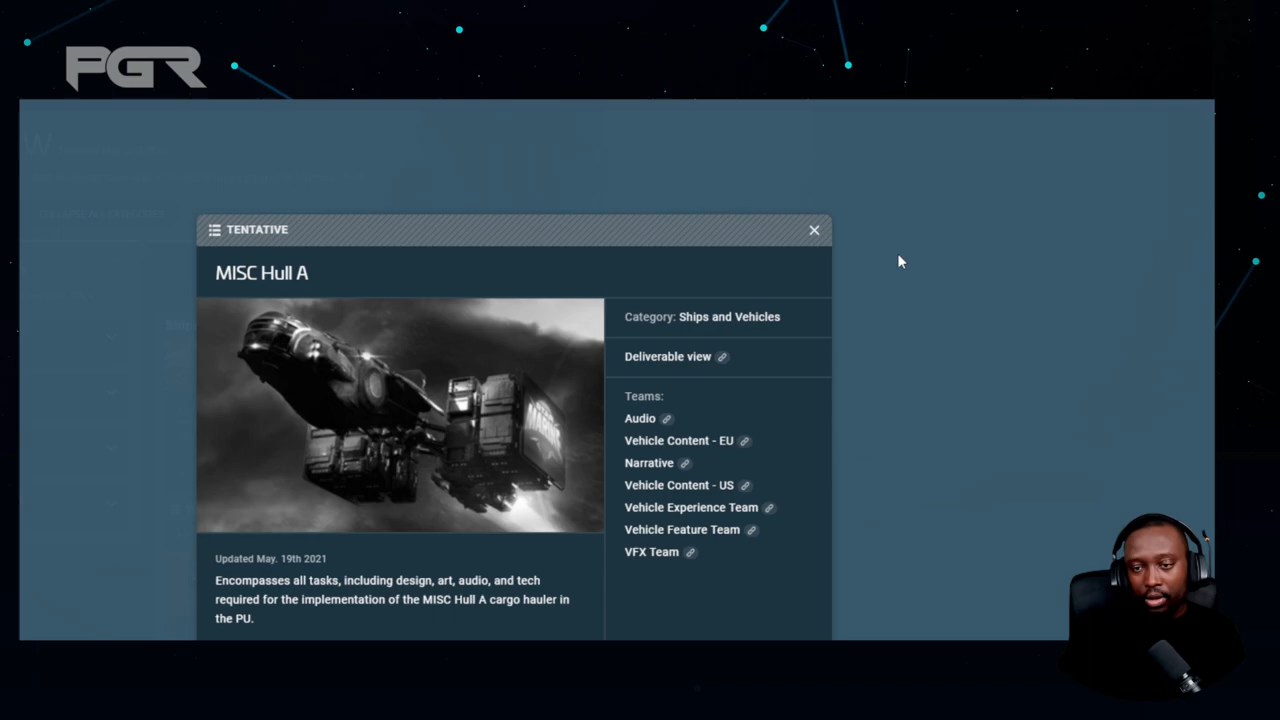 PGR
TENTATIVE
MISC Hull A
Category: Ships and Vehicles
Deliverable view
Teams:
Audio
Vehicle Content - EU
Narrative
Vehicle Content - US
Vehicle Experience Team
Vehicle Feature Team
VFX Team
Updated May. 19th 2021
Encompasses all tasks, including design, art, audio, and tech
required for the implementation of the MISC Hull A cargo hauler in
the PU.